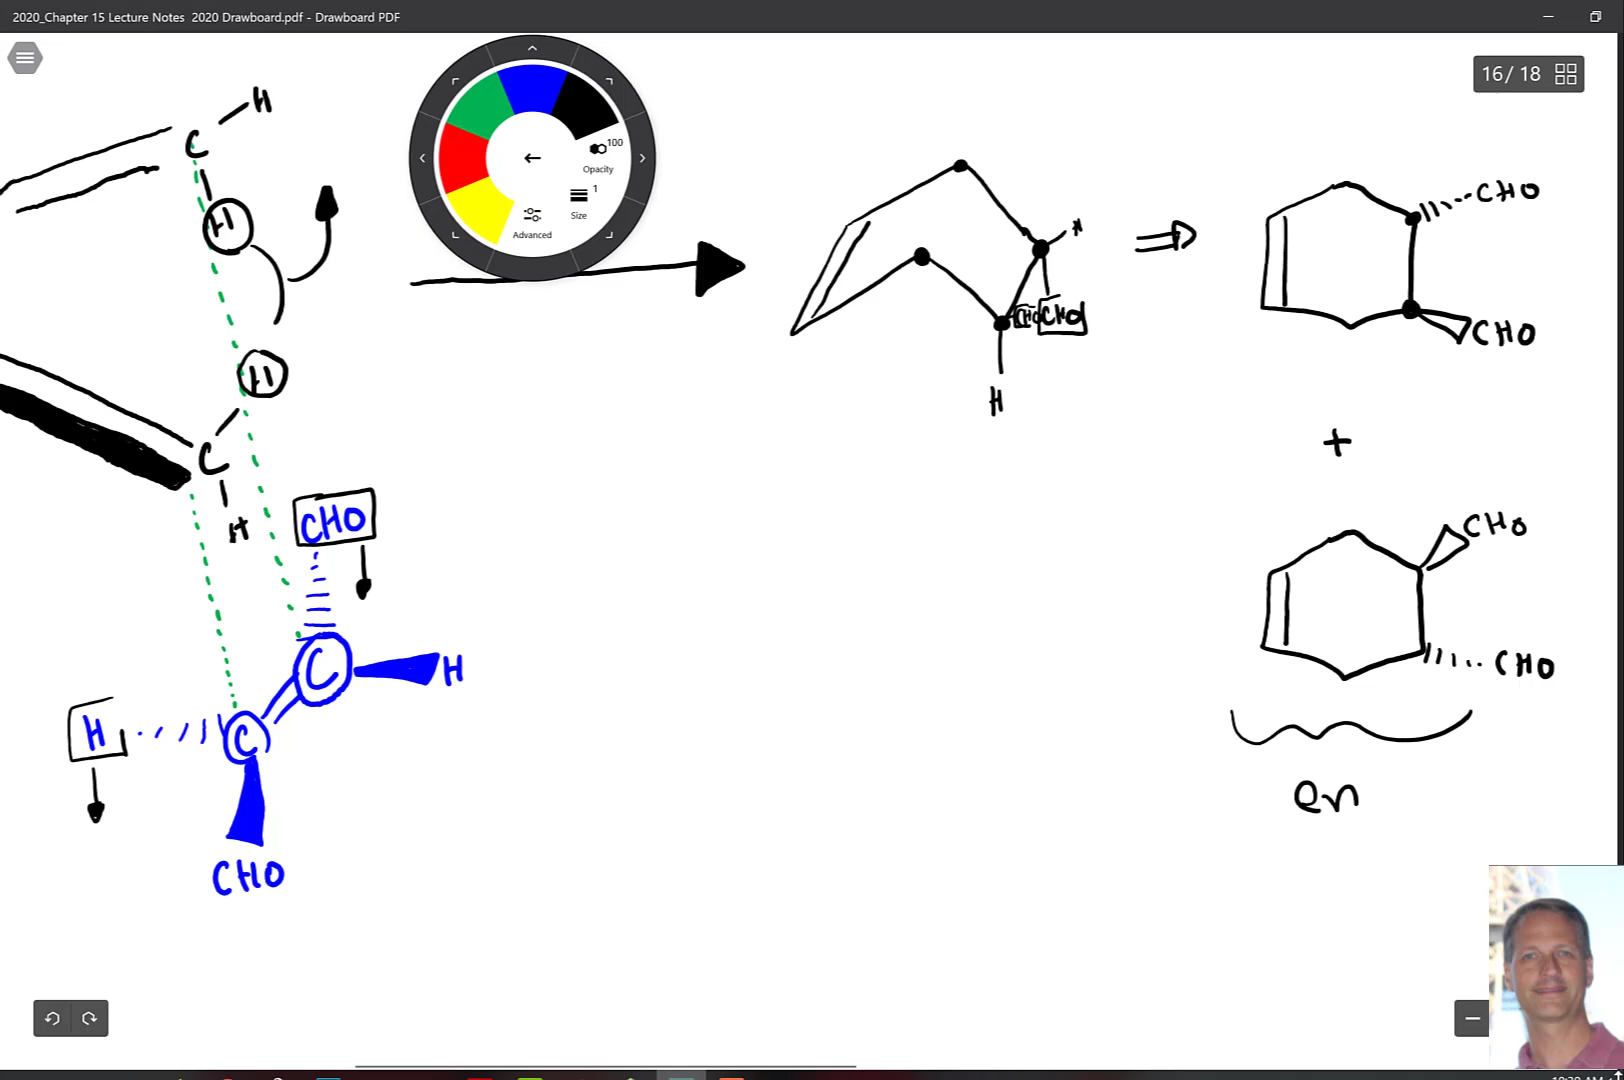 2020_Chapter 15 Lecture Notes 2020 Drawboard.pdf - Drawboard PDF
16 / 18
100
Opacity
1
Size
Advanced
C H
H
H
C
H
CHO
C H
H C
CHO
H
CHO CHO
H
CHO
CHO
+
CHO
CHO
en